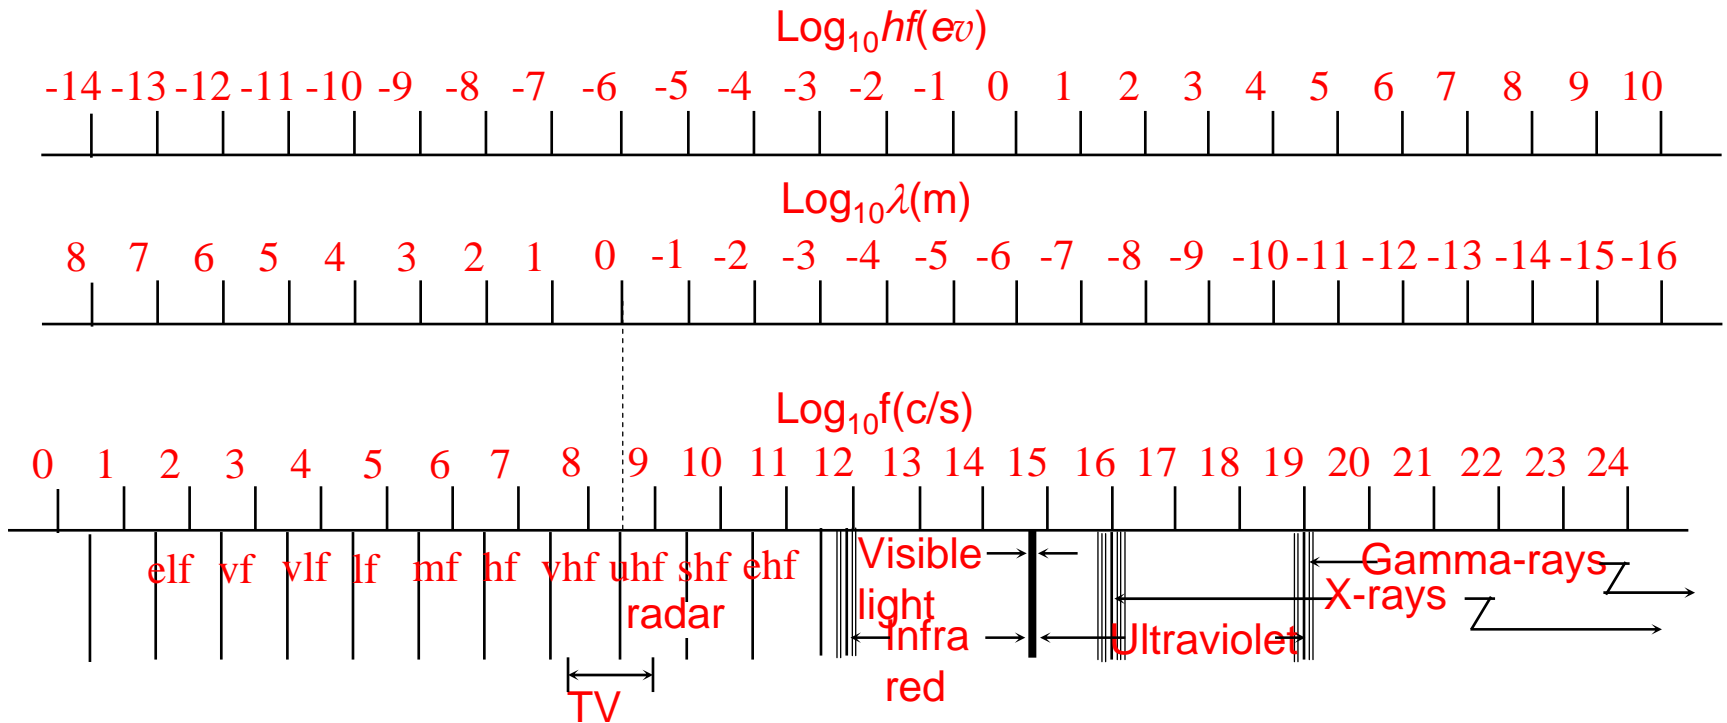 Log10hf(ev)
-14 -13 -12 -11 -10 -9 -8 -7 -6 -5 -4 -3 -2 -1 0 1 2 3 4 5 6 7 8 9 10
Log10λ(m)
8 7 6 5 4 3 2 1 0 -1 -2 -3 -4 -5 -6 -7 -8 -9 -10 -11 -12 -13 -14 -15 -16
Log10f(c/s)
0 1 2 3 4 5 6 7 8 9 10 11 12 13 14 15 16 17 18 19 20 21 22 23 24
elf vf vlf lf mf hf vhf uhf shf ehf
radar
TV
Visible
light
Infra
red
Ultraviolet
Gamma-rays
X-rays